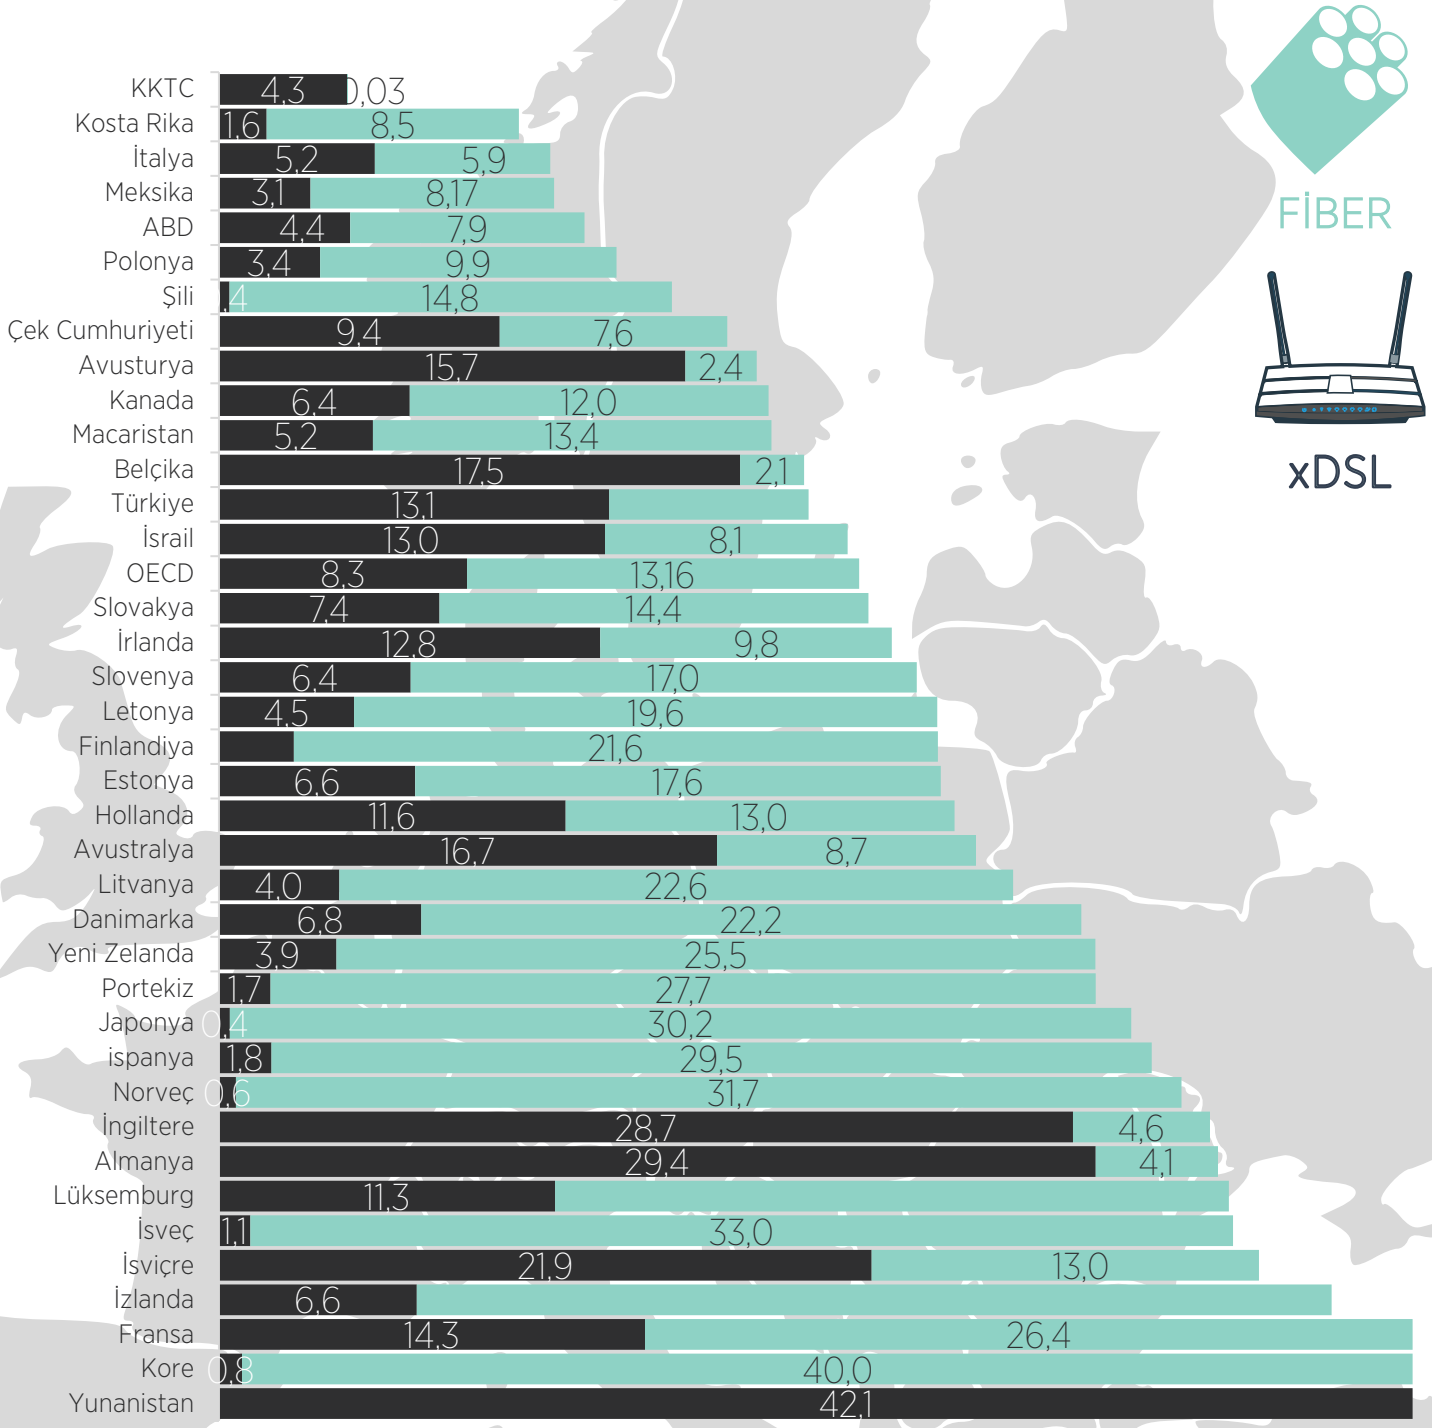 KKTC 4,3 0,03
Kosta Rika 1,6 8,5
İtalya 5,2 5,9
Meksika 3,1 8,17
ABD 4,4 7,9
Polonya 3,4 9,9
Şili ,4 14,8
Çek Cumhuriyeti 9,4 7,6
Avusturya 15,7 2,4
Kanada 6,4 12,0
Macaristan 5,2 13,4
Belçika 17,5 2,1
Türkiye 13,1
İsrail 13,0 8,1
OECD 8,3 13,16
Slovakya 7,4 14,4
İrlanda 12,8 9,8
Slovenya 6,4 17,0
Letonya 4,5 19,6
Finlandiya 21,6
Estonya 6,6 17,6
Hollanda 11,6 13,0
Avustralya 16,7 8,7
Litvanya 4,0 22,6
Danimarka 6,8 22,2
Yeni Zelanda 3,9 25,5
Portekiz 1,7 27,7
Japonya 0,4 30,2
ispanya 1,8 29,5
Norveç 0,6 31,7
İngiltere 28,7 4,6
Almanya 29,4 4,1
Lüksemburg 11,3
İsveç 1,1 33,0
İsviçre 21,9 13,0
İzlanda 6,6
Fransa 14,3 26,4
Kore 0,8 40,0
Yunanistan 42,1
FİBER
xDSL